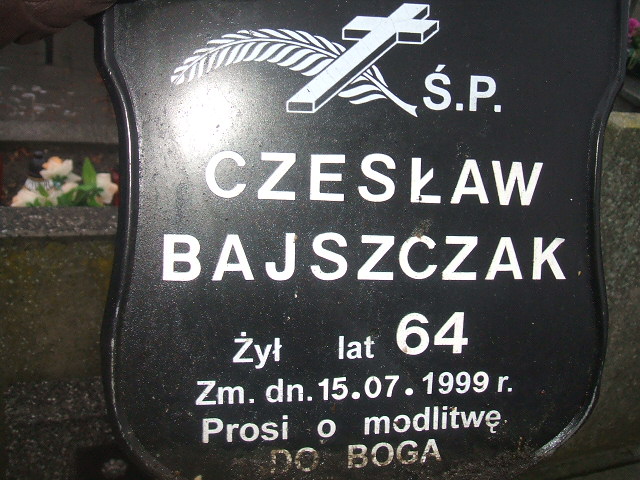 Ś.P.
CZESŁAW
BAJSZCZAK
Żył lat 64
Zm. dn. 15.07.1999 r.
Prosi o modlitwę
DO BOGA